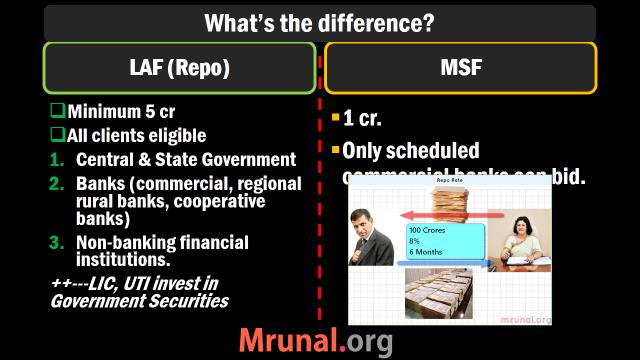 What's the difference?
LAF (Repo)
Minimum 5 cr
All clients eligible
1. Central & State Government
2. Banks (commercial, regional
rural banks, cooperative
banks)
3. Non-banking financial
institutions.
++---LIC, UTI invest in
Government Securities
MSF
1 cr.
Only scheduled
commercial banks can bid.
Repo Rate
100 Crores
8%
6 Months
mrunal.org
Mrunal.org